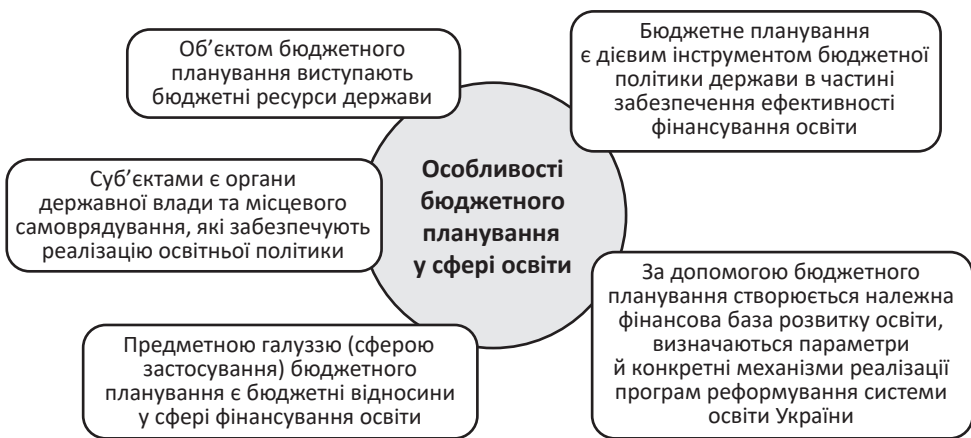 Об’єктом бюджетного
планування виступають
бюджетні ресурси держави
Бюджетне планування
є дієвим інструментом бюджетної
політики держави в частині
забезпечення ефективності
фінансування освіти
Суб’єктами є органи
державної влади та місцевого
самоврядування, які забезпечують
реалізацію освітньої політики
Особливості
бюджетного
планування
у сфері освіти
Предметною галуззю (сферою
застосування) бюджетного
планування є бюджетні відносини
у сфері фінансування освіти
За допомогою бюджетного
планування створюється належна
фінансова база розвитку освіти,
визначаються параметри
й конкретні механізми реалізації
програм реформування системи
освіти України